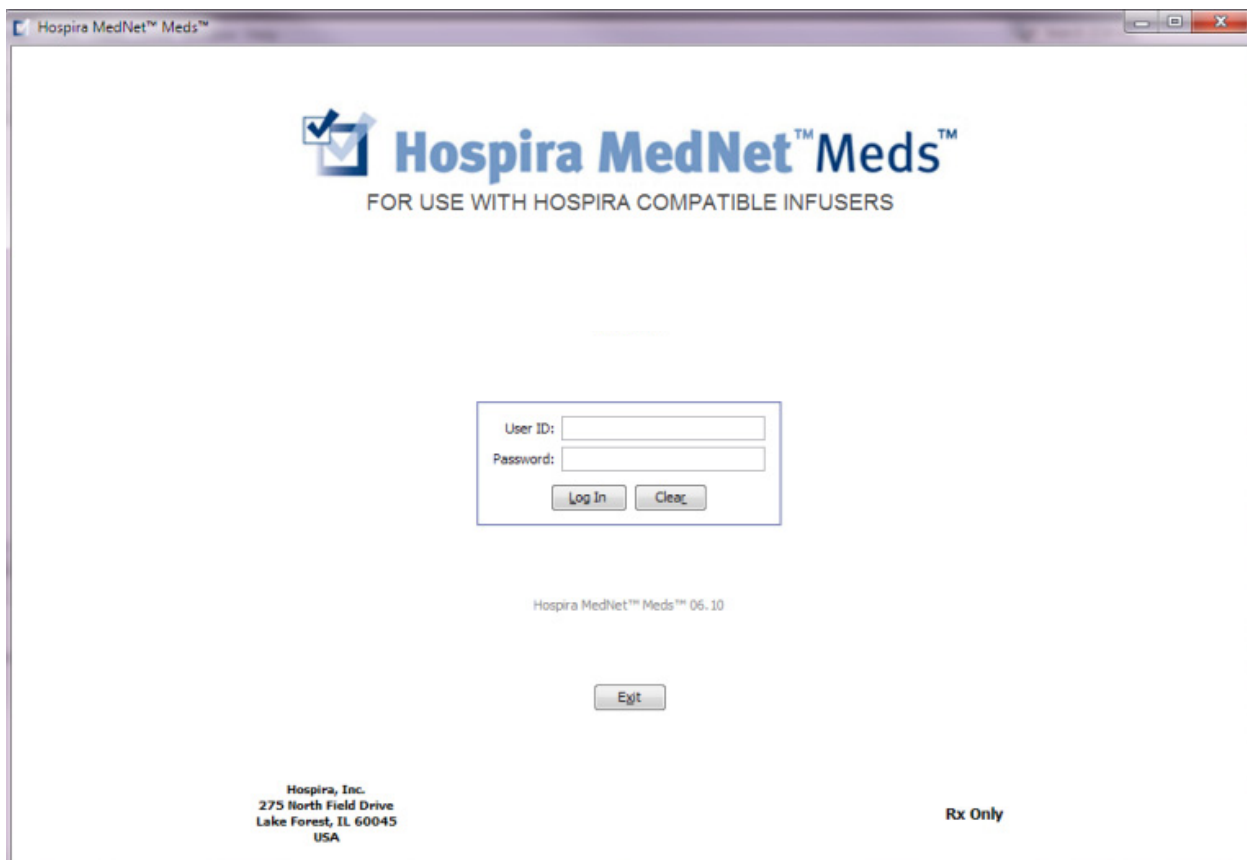 Hospira MedNet™ Meds™
Hospira MedNet™Meds™
FOR USE WITH HOSPIRA COMPATIBLE INFUSERS
User ID:
Password:
Log In Clear
Hospira MedNet™ Meds™ 06.10
Exit
Hospira, Inc.
275 North Field Drive
Lake Forest, IL 60045
USA
Rx Only